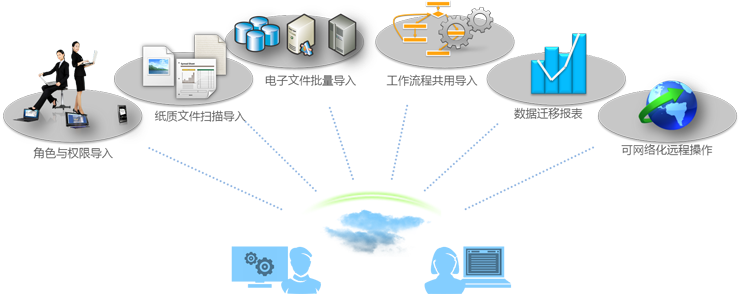 角色与权限导入
纸质文件扫描导入
电子文件批量导入
工作流程共用导入
数据迁移报表
可网络化远程操作